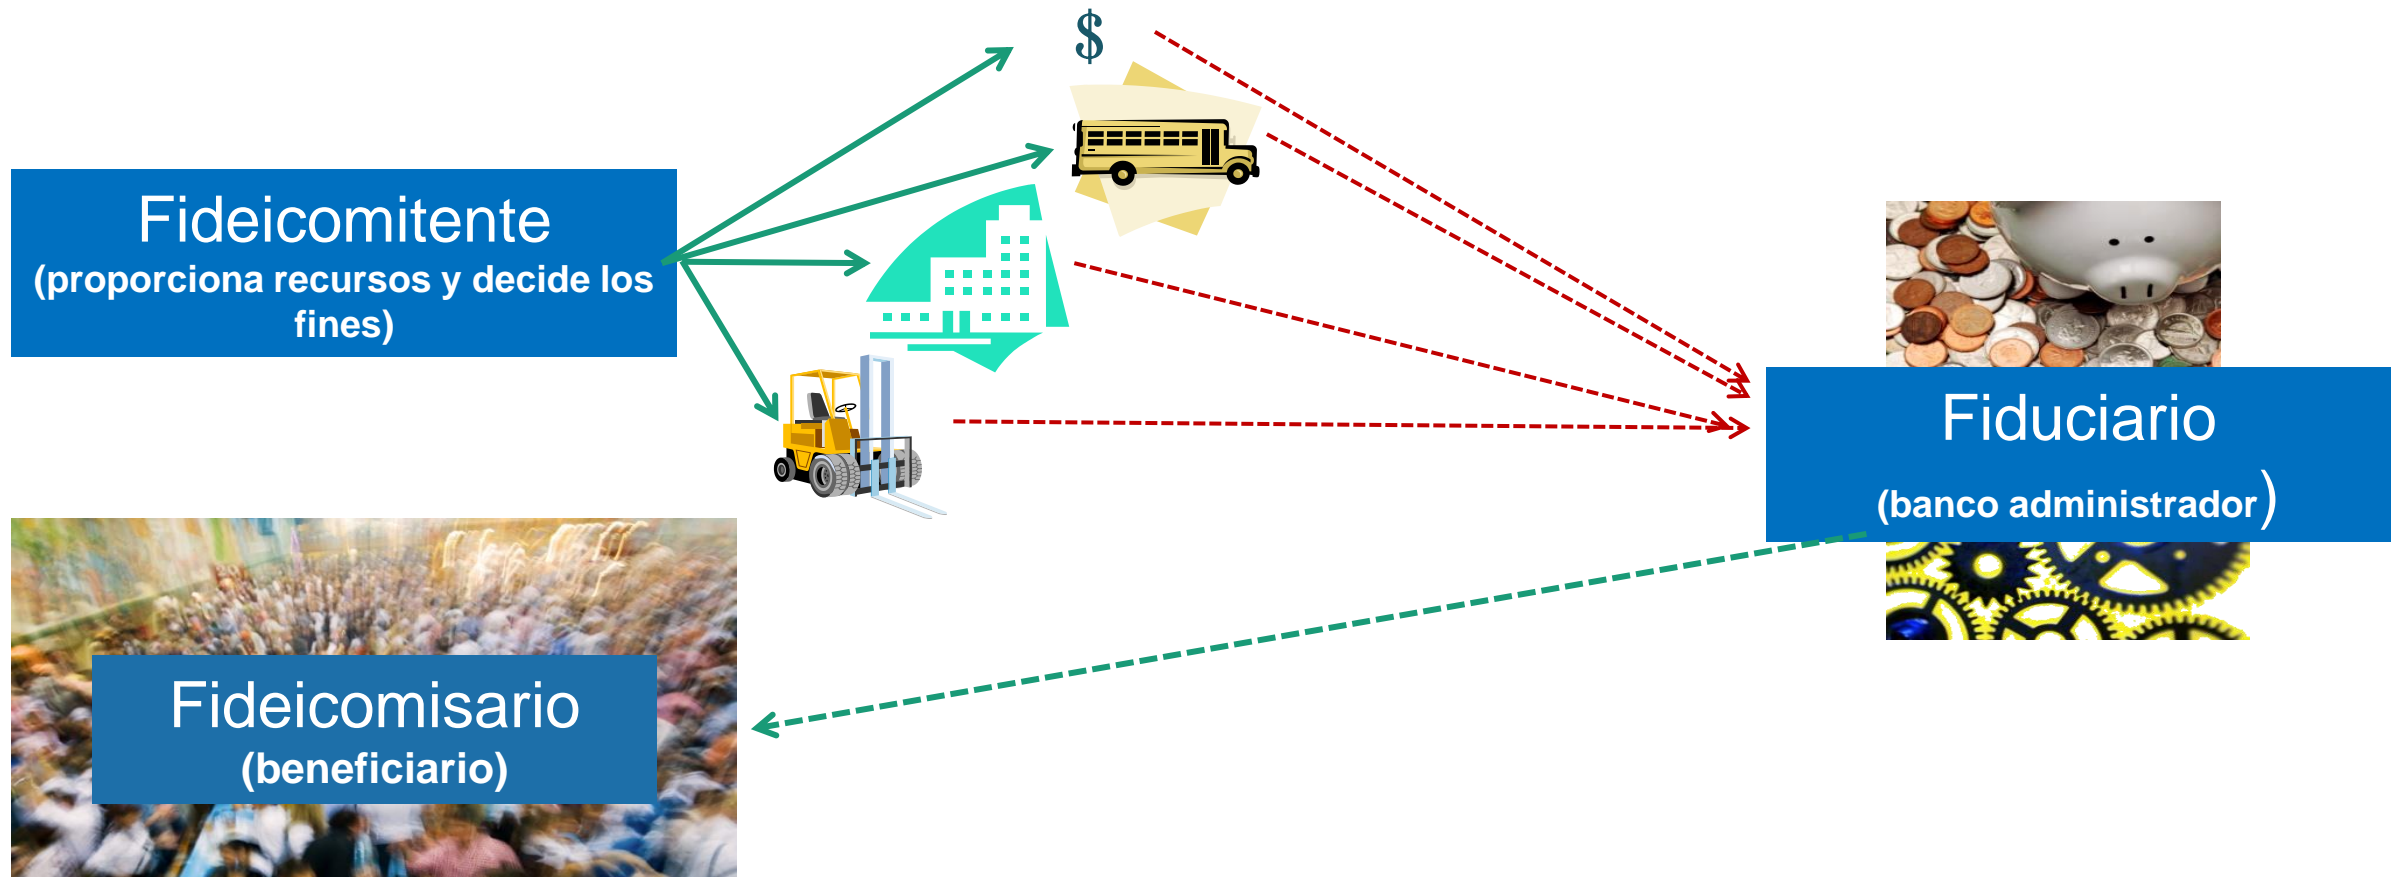 $
Fideicomitente
(proporciona recursos y decide los
fines)
Fiduciario
(banco administrador)
Fideicomisario
(beneficiario)